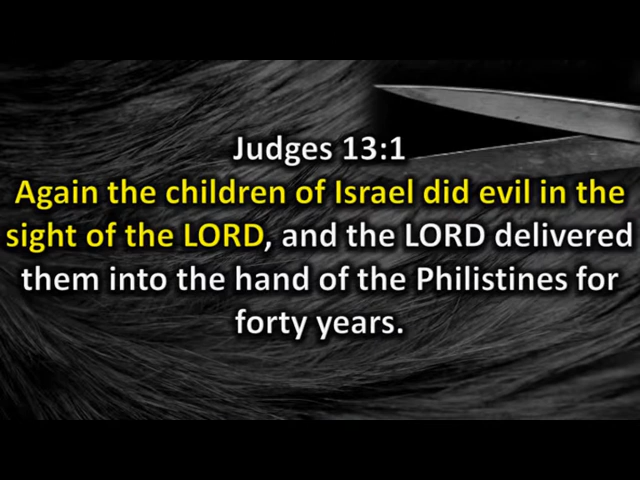 Judges 13:1
Again the children of Israel did evil in the
sight of the LORD, and the LORD delivered
them into the hand of the Philistines for
forty years.